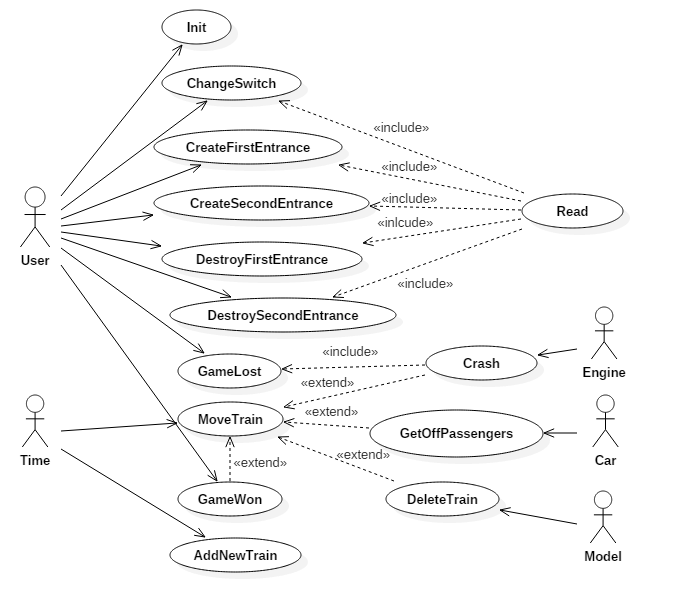 Init
ChangeSwitch
«include»
CreateFirstEntrance
«include»
CreateSecondEntrance
«include»
Read
«inlcude»
User
DestroyFirstEntrance
«include»
DestroySecondEntrance
«include»
GameLost
Crash
Engine
«extend»
MoveTrain
«extend»
GetOffPassengers
Time
Car
«extend»
«extend»
GameWon
DeleteTrain
AddNewTrain
Model